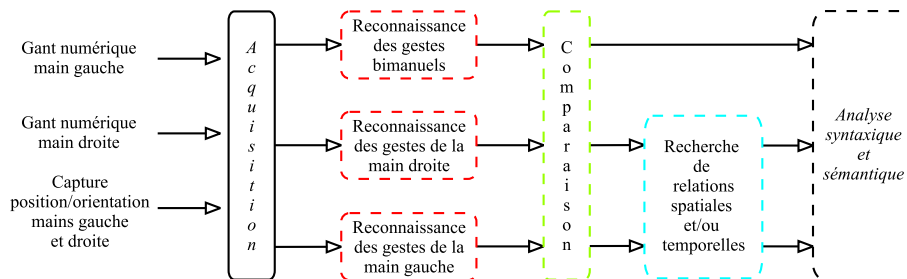 Gant numérique
main gauche
Gant numérique
main droite
Capture
position/orientation
mains gauche
et droite
Acquisition
Reconnaissance
des gestes
bimanuels
Reconnaissance
des gestes de la
main droite
Reconnaissance
des gestes de la
main gauche
Comparaison
Recherche
de
relations
spatiales
et/ou
temporelles
Analyse
syntaxique
et
sémantique